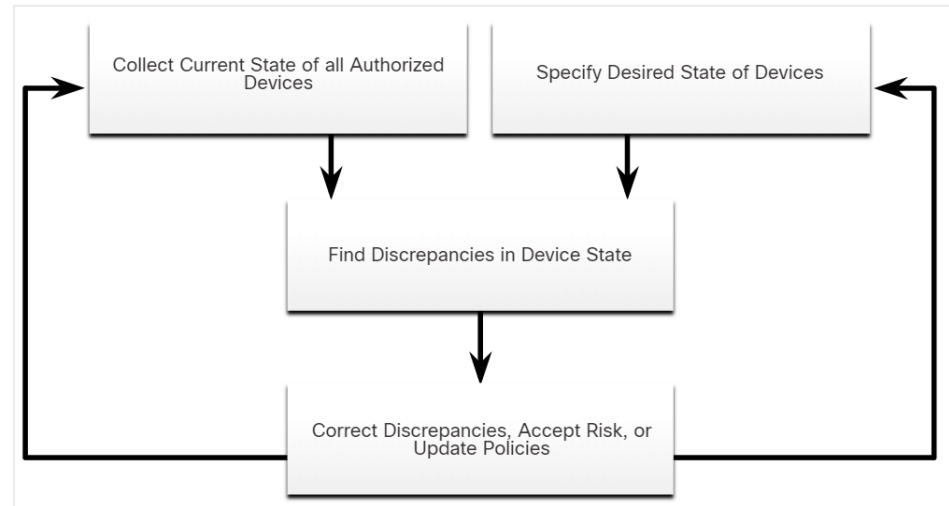 Collect Current State of all Authorized
Devices
Specify Desired State of Devices
Find Discrepancies in Device State
Correct Discrepancies, Accept Risk, or
Update Policies